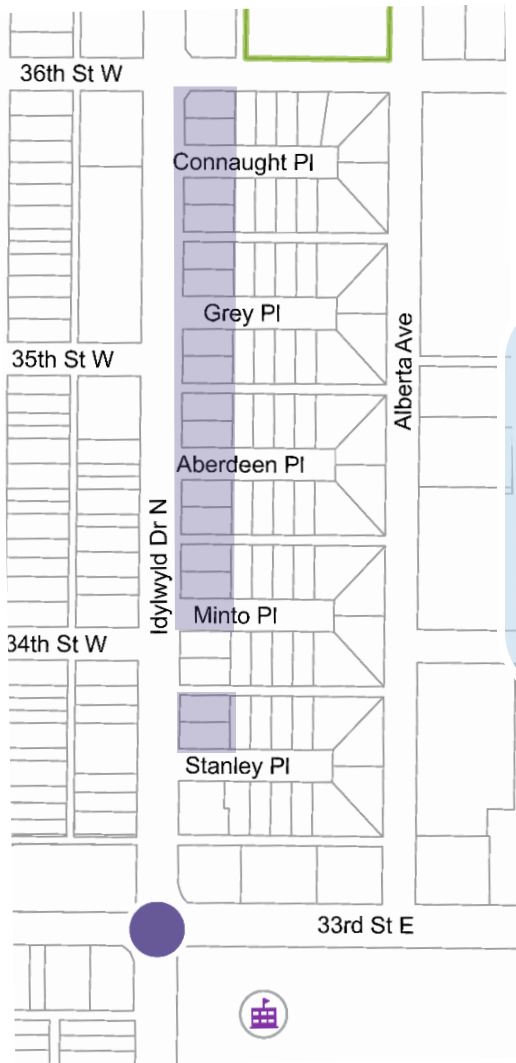 36th St W
Connaught Pl
Grey Pl
35th St W
Alberta Ave
Aberdeen Pl
Idylwyld Dr N
Minto Pl
34th St W
Stanley Pl
33rd St E